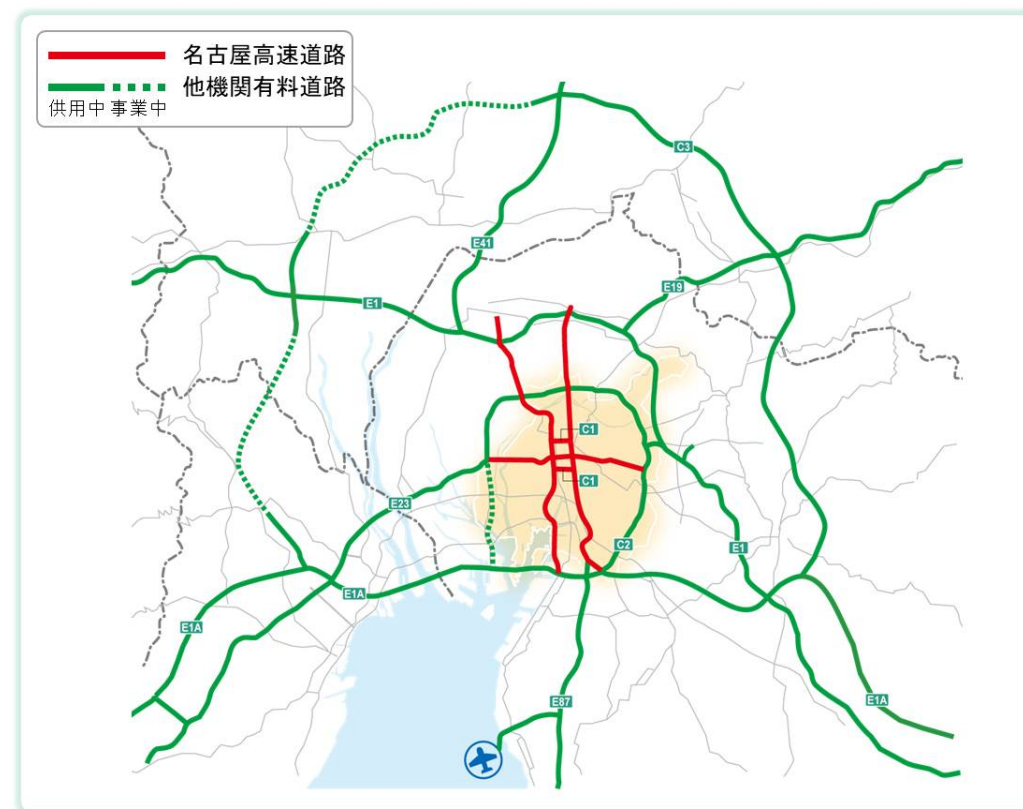 名古屋高速道路
他機関有料道路
供用中 事業中
C3
E41
E19
E1
C1
C1
E23
C2
E1
E1A
E1A
E87
E1A